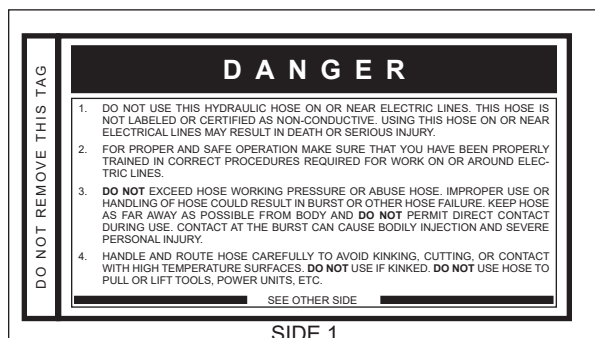 DO NOT REMOVE THIS TAG
DANGER
1. DO NOT USE THIS HYDRAULIC HOSE ON OR NEAR ELECTRIC LINES. THIS HOSE IS
NOT LABELED OR CERTIFIED AS NON-CONDUCTIVE. USING THIS HOSE ON OR NEAR
ELECTRICAL LINES MAY RESULT IN DEATH OR SERIOUS INJURY.
2. FOR PROPER AND SAFE OPERATION MAKE SURE THAT YOU HAVE BEEN PROPERLY
TRAINED IN CORRECT PROCEDURES REQUIRED FOR WORK ON OR AROUND ELEC-
TRIC LINES.
3. DO NOT EXCEED HOSE WORKING PRESSURE OR ABUSE HOSE. IMPROPER USE OR
HANDLING OF HOSE COULD RESULT IN BURST OR OTHER HOSE FAILURE. KEEP HOSE
AS FAR AWAY AS POSSIBLE FROM BODY AND DO NOT PERMIT DIRECT CONTACT
DURING USE. CONTACT AT THE BURST CAN CAUSE BODILY INJECTION AND SEVERE
PERSONAL INJURY.
4. HANDLE AND ROUTE HOSE CAREFULLY TO AVOID KINKING, CUTTING, OR CONTACT
WITH HIGH TEMPERATURE SURFACES. DO NOT USE IF KINKED. DO NOT USE HOSE TO
PULL OR LIFT TOOLS, POWER UNITS, ETC.
SEE OTHER SIDE
SIDE 1